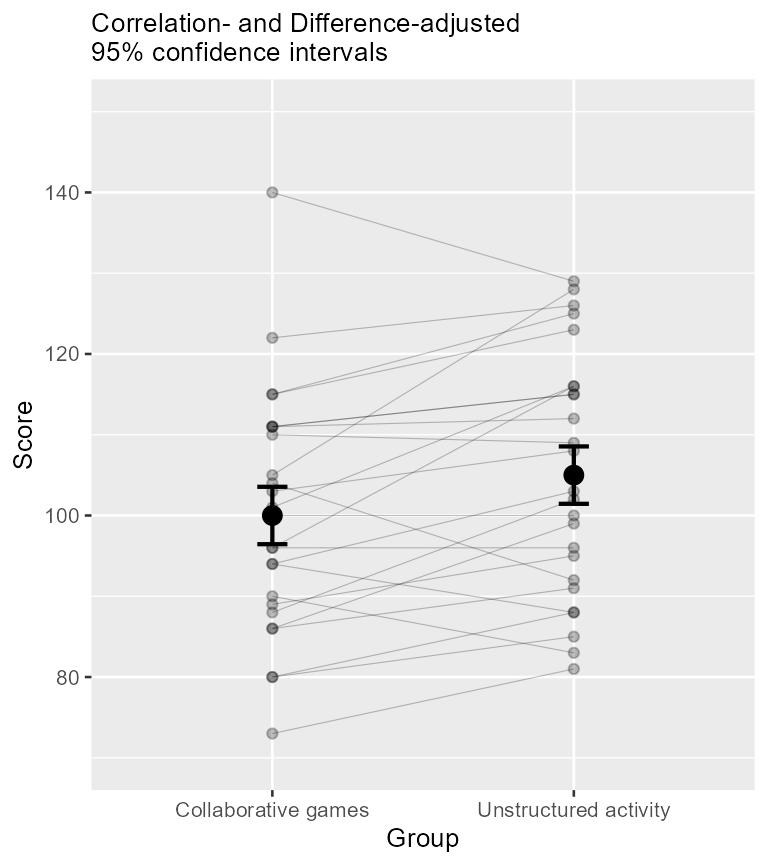 Correlation- and Difference-adjusted
95% confidence intervals
140
120
100
80
Score
Collaborative games
Unstructured activity
Group